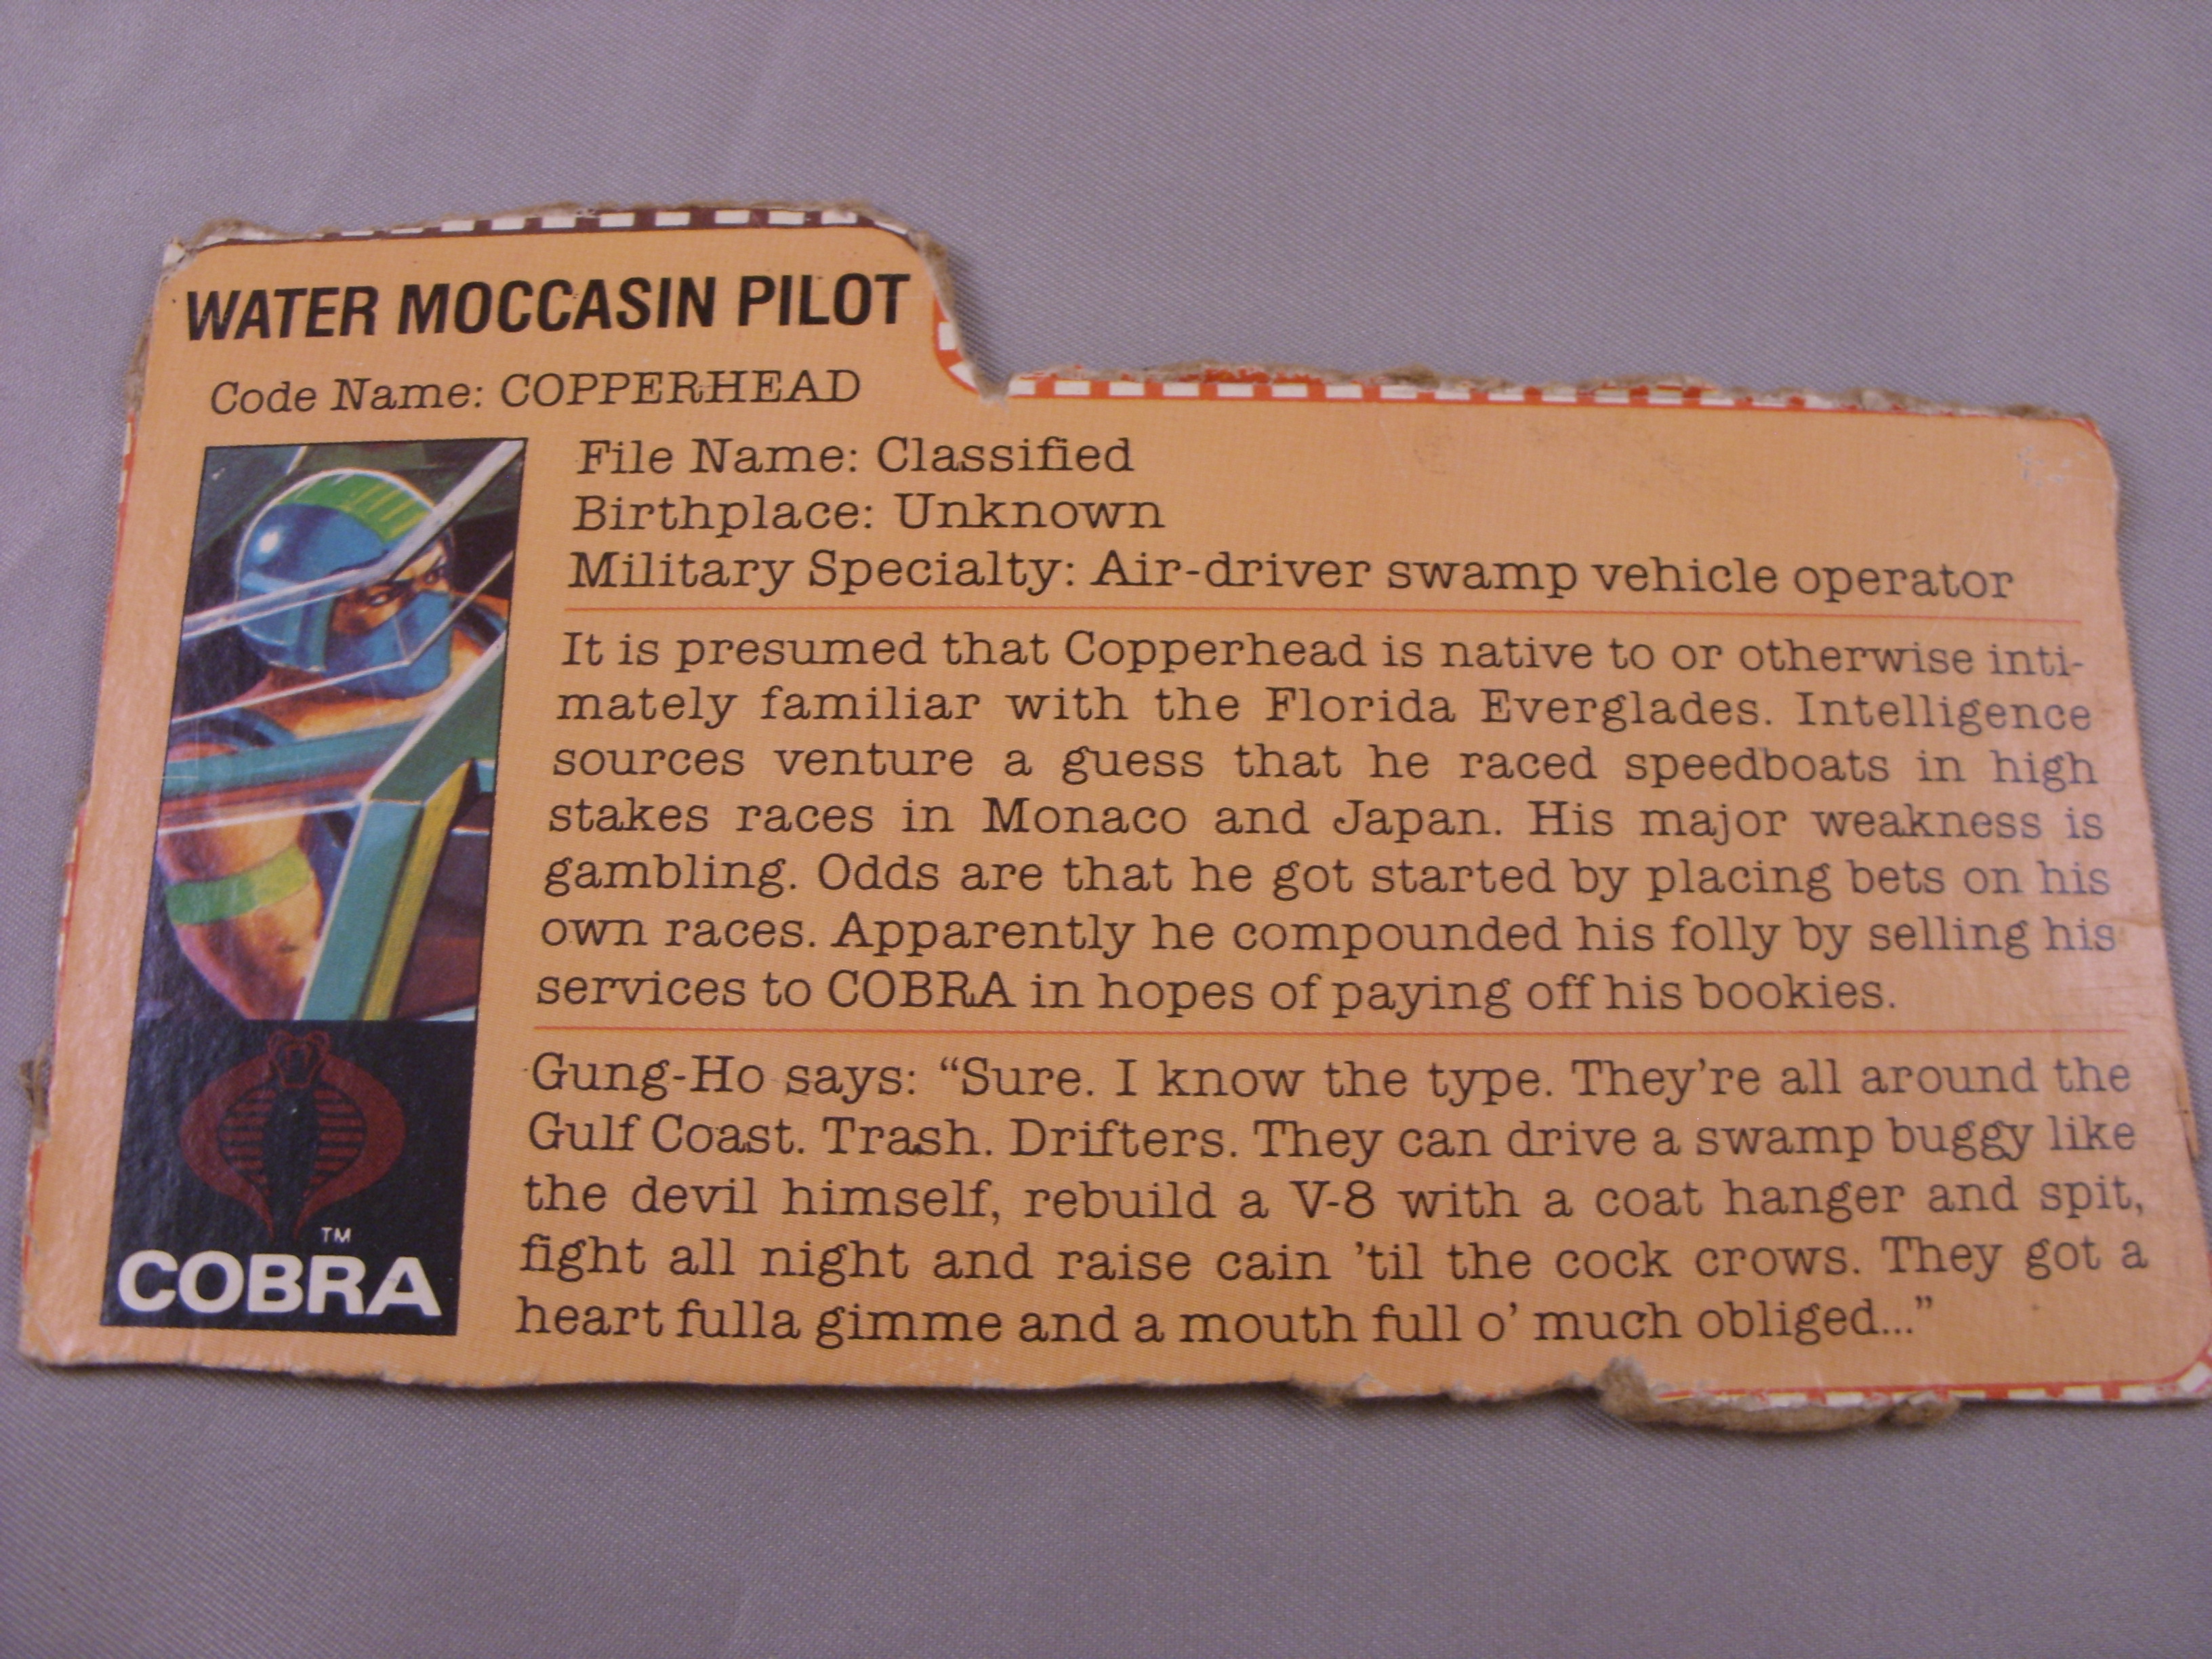 WATER MOCCASIN PILOT
Code Name: COPPERHEAD
File Name: Classified
Birthplace: Unknown
Military Specialty: Air-driver swamp vehicle operator
It is presumed that Copperhead is native to or otherwise inti-
mately familiar with the Florida Everglades. Intelligence
sources venture a guess that he raced speedboats in high
stakes races in Monaco and Japan. His major weakness is
gambling. Odds are that he got started by placing bets on his
own races. Apparently he compounded his folly by selling his
services to COBRA in hopes of paying off his bookies.
Gung-Ho says: “Sure. I know the type. They’re all around the
Gulf Coast. Trash. Drifters. They can drive a swamp buggy like
the devil himself, rebuild a V-8 with a coat hanger and spit,
fight all night and raise cain ’til the cock crows. They got a
heart fulla gimme and a mouth full o’ much obliged...”
TM
COBRA